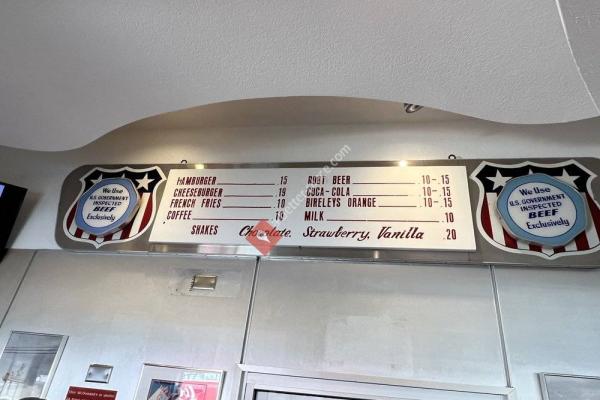 We Use
U.S. GOVERNMENT
INSPECTED
BEEF
Exclusively
HAMBURGER 15
CHEESEBURGER 19
FRENCH FRIES 10
COFFEE 10
ROOT BEER 10-.15
COCA-COLA 10-.15
BIRELEYS ORANGE 10-.15
MILK 10
SHAKES Chocolate, Strawberry, Vanilla 20
We Use
U.S. GOVERNMENT
INSPECTED
BEEF
Exclusively